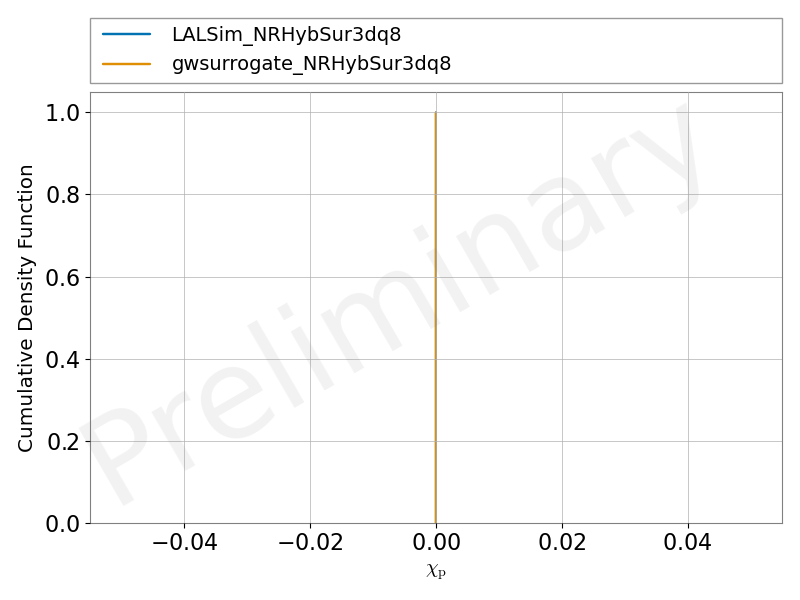 LALSim_NRHybSur3dq8
gwsurrogate_NRHybSur3dq8
1.0
0.8
0.6
0.4
0.2
0.0
Cumulative Density Function
Preliminary
−0.04 −0.02 0.00 0.02 0.04
χp